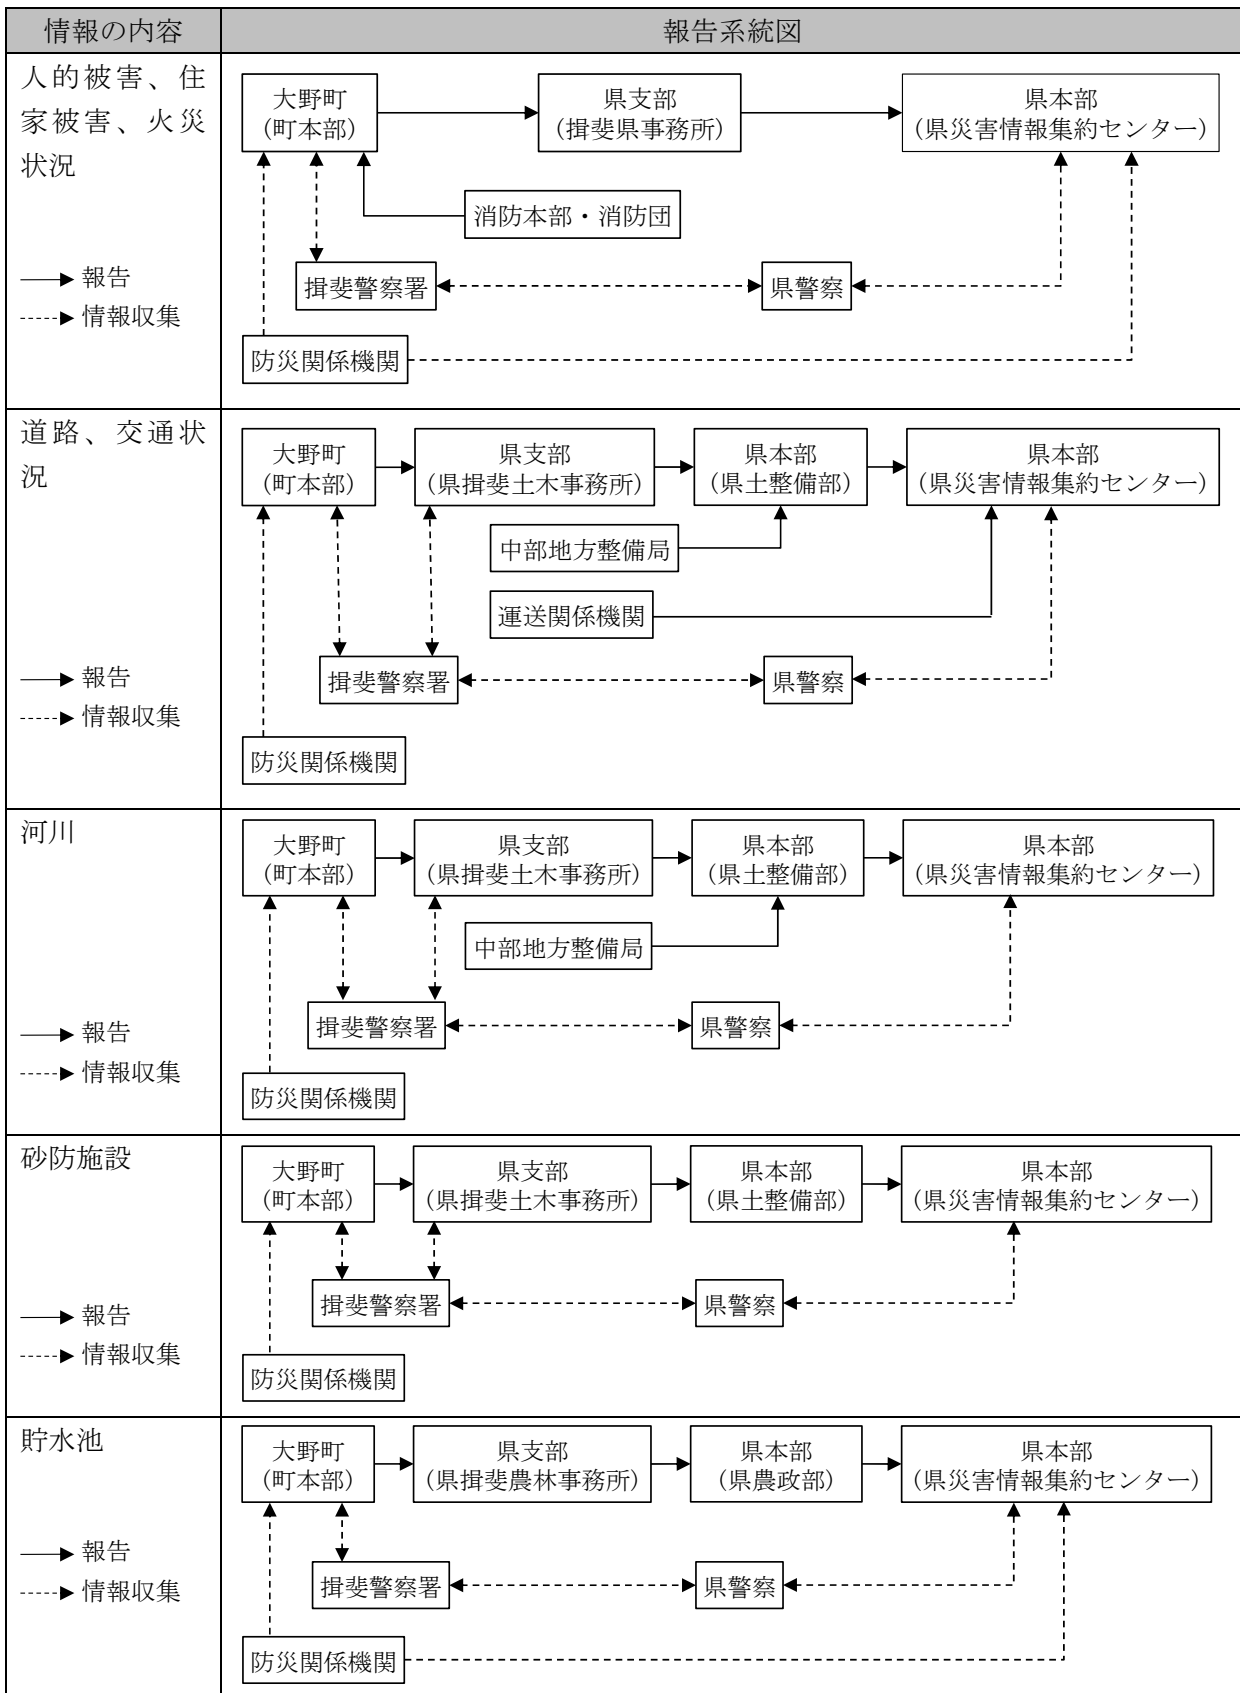 情報の内容
報告系統図
人的被害、住
家被害、火災
状況
報告
情報収集
大野町
(町本部)
県支部
(揖斐県事務所)
県本部
(県災害情報集約センター)
消防本部・消防団
揖斐警察署
県警察
防災関係機関
道路、交通状
況
報告
情報収集
大野町
(町本部)
県支部
(県揖斐土木事務所)
県本部
(県土整備部)
県本部
(県災害情報集約センター)
中部地方整備局
運送関係機関
揖斐警察署
県警察
防災関係機関
河川
報告
情報収集
大野町
(町本部)
県支部
(県揖斐土木事務所)
県本部
(県土整備部)
県本部
(県災害情報集約センター)
中部地方整備局
揖斐警察署
県警察
防災関係機関
砂防施設
報告
情報収集
大野町
(町本部)
県支部
(県揖斐土木事務所)
県本部
(県土整備部)
県本部
(県災害情報集約センター)
揖斐警察署
県警察
防災関係機関
貯水池
報告
情報収集
大野町
(町本部)
県支部
(県揖斐農林事務所)
県本部
(県農政部)
県本部
(県災害情報集約センター)
揖斐警察署
県警察
防災関係機関